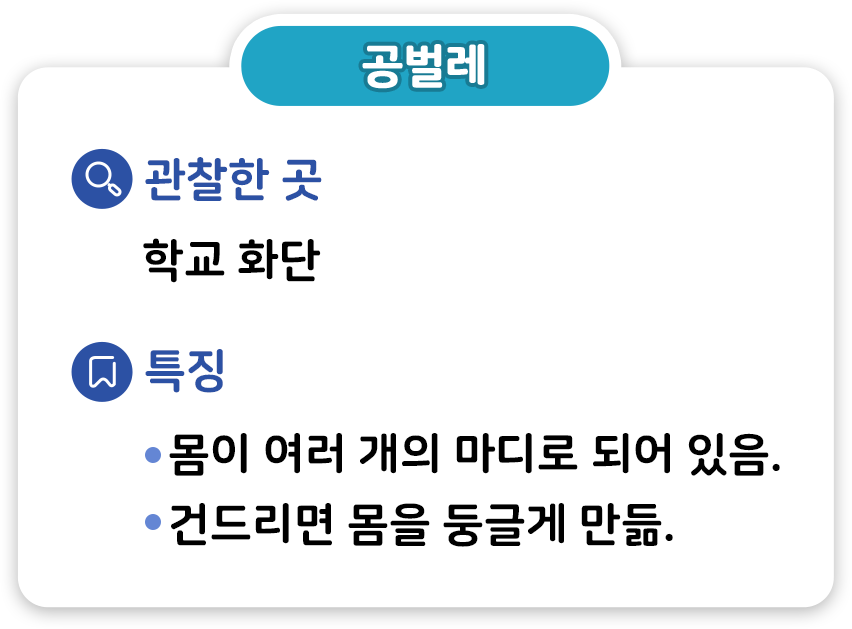 공벌레
관찰한 곳
학교 화단
특징
• 몸이 여러 개의 마디로 되어 있음.
• 건드리면 몸을 둥글게 만듦.